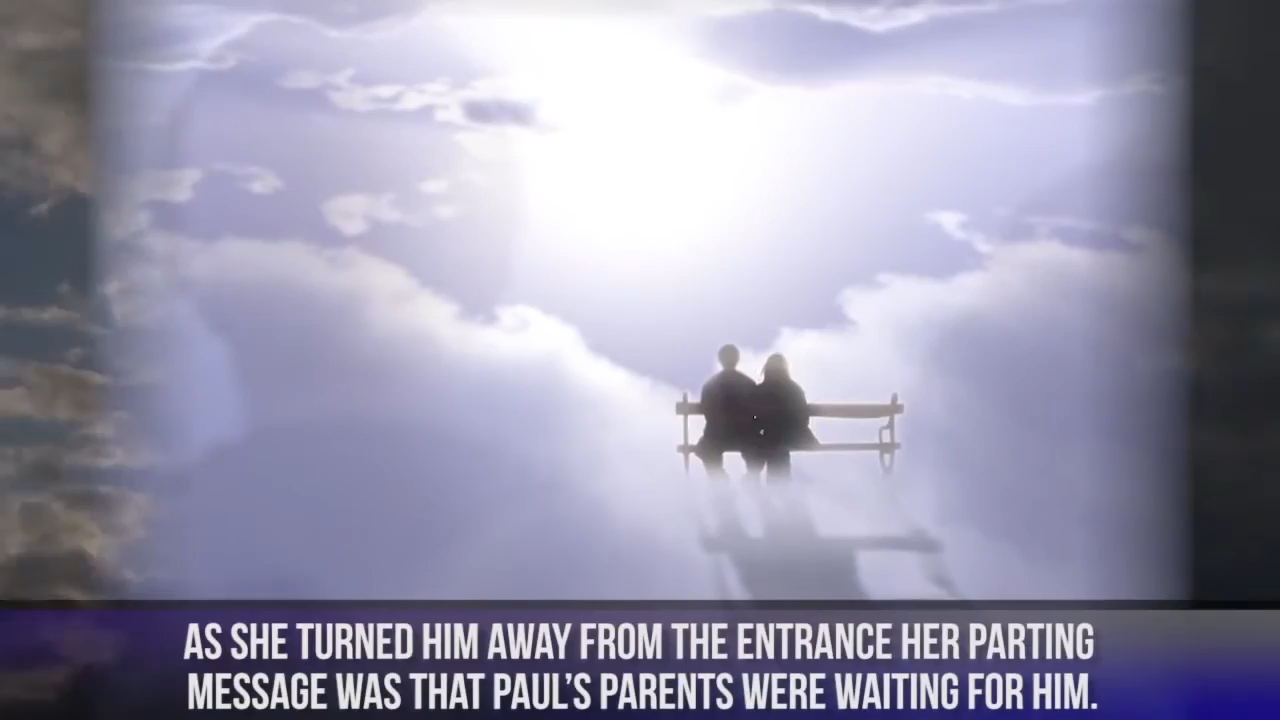 AS SHE TURNED HIM AWAY FROM THE ENTRANCE HER PARTING
MESSAGE WAS THAT PAUL’S PARENTS WERE WAITING FOR HIM.